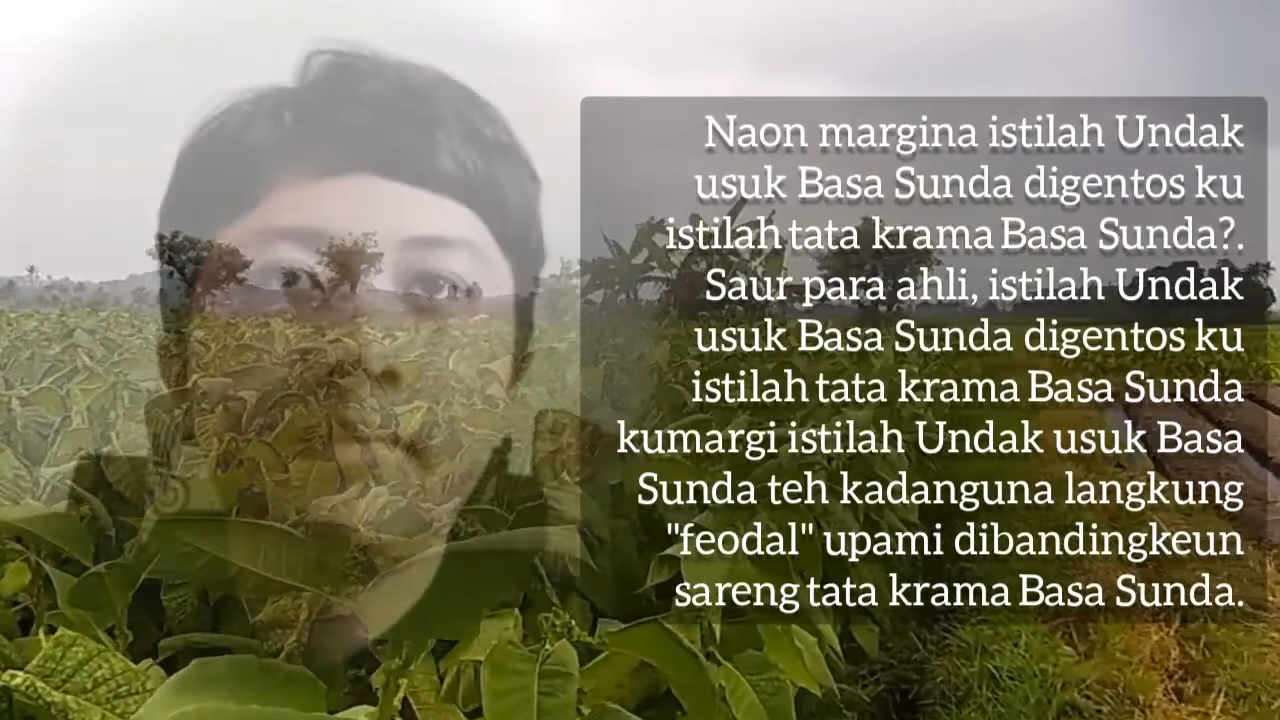 Naon margina istilah Undak
usuk Basa Sunda digentos ku
istilah tata krama Basa Sunda?.
Saur para ahli, istilah Undak
usuk Basa Sunda digentos ku
istilah tata krama Basa Sunda
kumargi istilah Undak usuk Basa
Sunda teh kadanguna langkung
"feodal" upami dibandingkeun
sareng tata krama Basa Sunda.